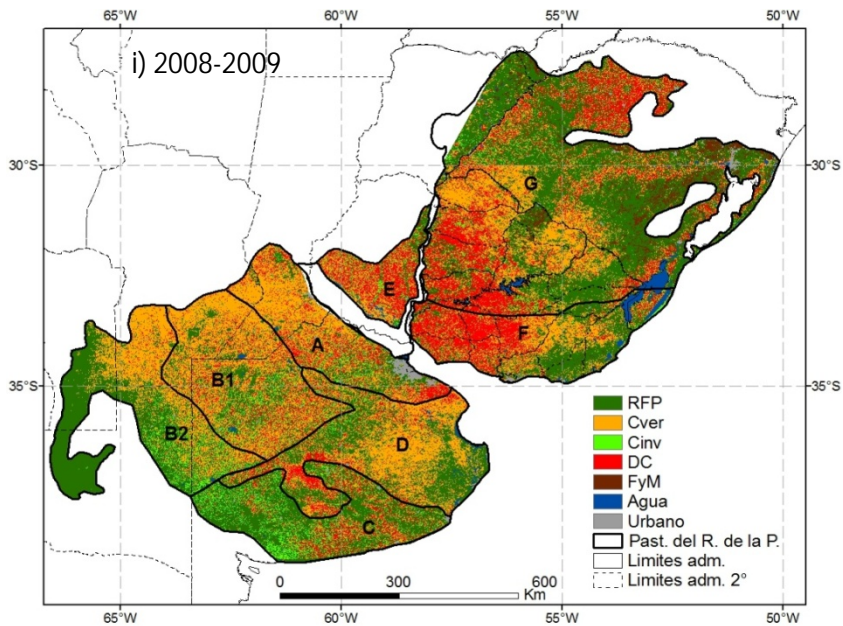 65°W 60°W 55°W 50°W
i) 2008-2009
30°S 30°S
G
E
F
A
35°S 35°S
B1
B2
D
C
RFP
Cver
Cinv
DC
FyM
Agua
Urbano
Past. del R. de la P.
Limites adm.
Limites adm. 2°
0 300 600
Km
65°W 60°W 55°W 50°W